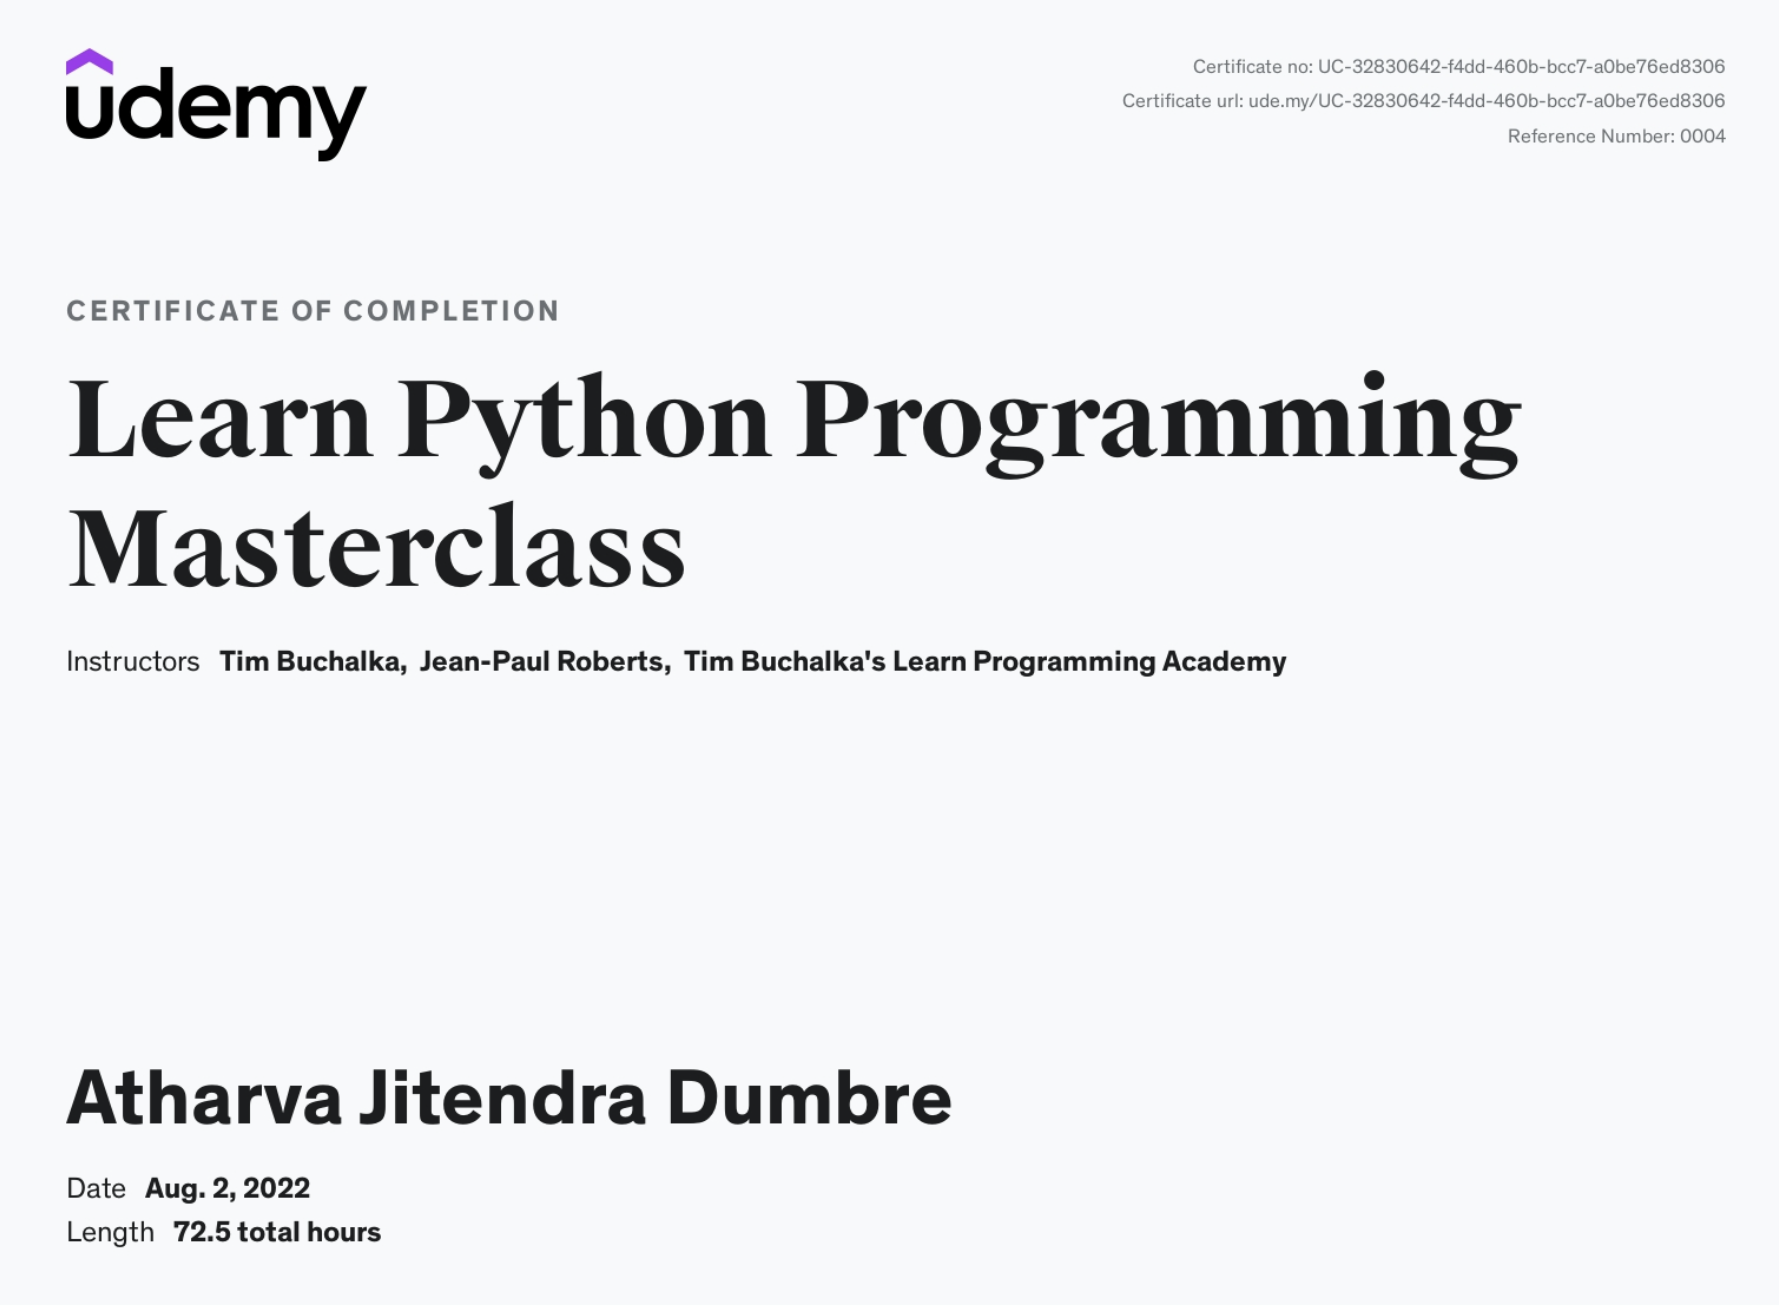 udemy
Certificate no: UC-32830642-f4dd-460b-bcc7-a0be76ed8306
Certificate url: ude.my/UC-32830642-f4dd-460b-bcc7-a0be76ed8306
Reference Number: 0004
CERTIFICATE OF COMPLETION
Learn Python Programming
Masterclass
Instructors Tim Buchalka, Jean-Paul Roberts, Tim Buchalka's Learn Programming Academy
Atharva Jitendra Dumbre
Date Aug. 2, 2022
Length 72.5 total hours